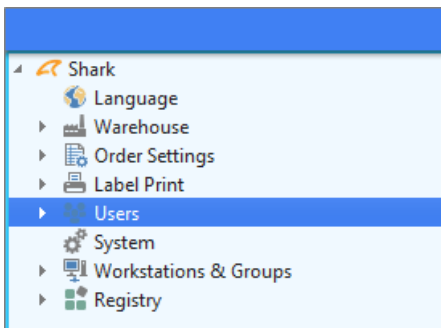 Shark
Language
Warehouse
Order Settings
Label Print
Users
System
Workstations & Groups
Registry